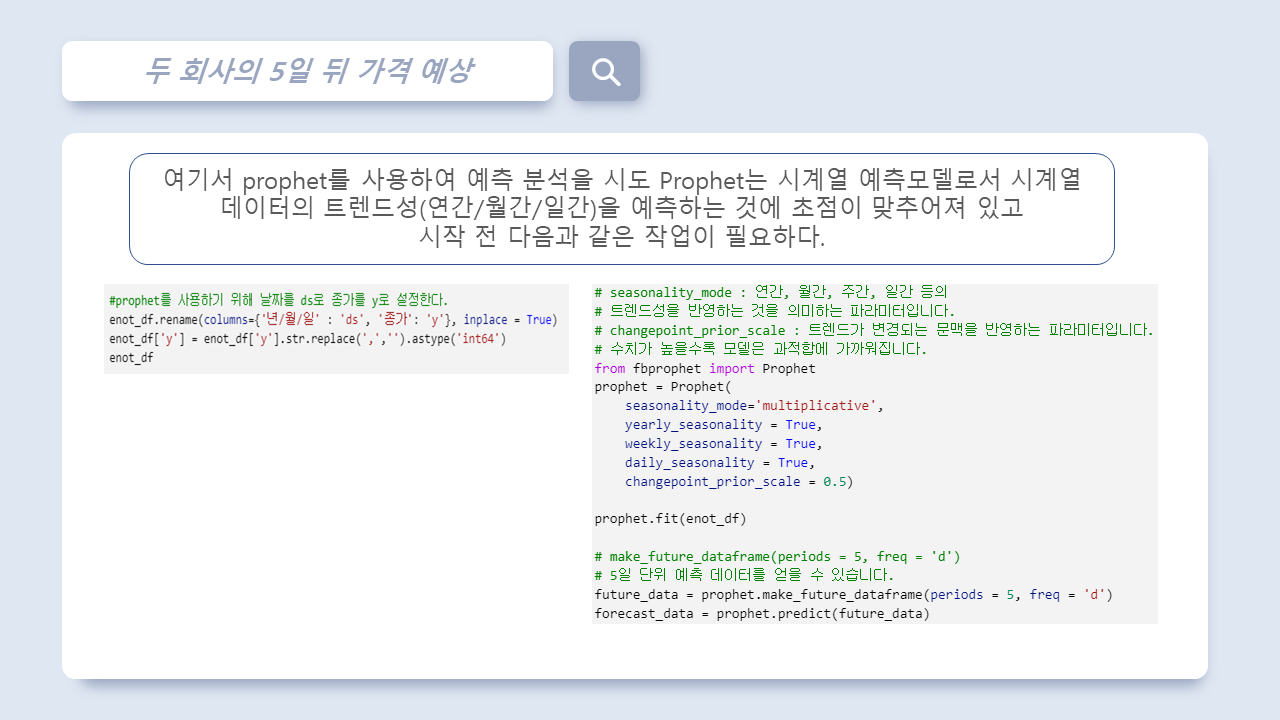 두 회사의 5일 뒤 가격 예상
여기서 prophet를 사용하여 예측 분석을 시도 Prophet는 시계열 예측모델로서 시계열
데이터의 트렌드성(연간/월간/일간)을 예측하는 것에 초점이 맞추어져 있고
시작 전 다음과 같은 작업이 필요하다.
#prophet를 사용하기 위해 날짜를 ds로 종가를 y로 설정한다.
enot_df.rename(columns={'년/월/일' : 'ds', '종가': 'y'}, inplace = True)
enot_df['y'] = enot_df['y'].str.replace(',','').astype('int64')
enot_df
# seasonality_mode : 연간, 월간, 주간, 일간 등의
# 트렌드성을 반영하는 것을 의미하는 파라미터입니다.
# changepoint_prior_scale : 트렌드가 변경되는 문맥을 반영하는 파라미터입니다.
# 수치가 높을수록 모델은 과적합에 가까워집니다.
from fbprophet import Prophet
prophet = Prophet(
    seasonality_mode='multiplicative',
    yearly_seasonality = True,
    weekly_seasonality = True,
    daily_seasonality = True,
    changepoint_prior_scale = 0.5)
prophet.fit(enot_df)
# make_future_dataframe(periods = 5, freq = 'd')
# 5일 단위 예측 데이터를 얻을 수 있습니다.
future_data = prophet.make_future_dataframe(periods = 5, freq = 'd')
forecast_data = prophet.predict(future_data)